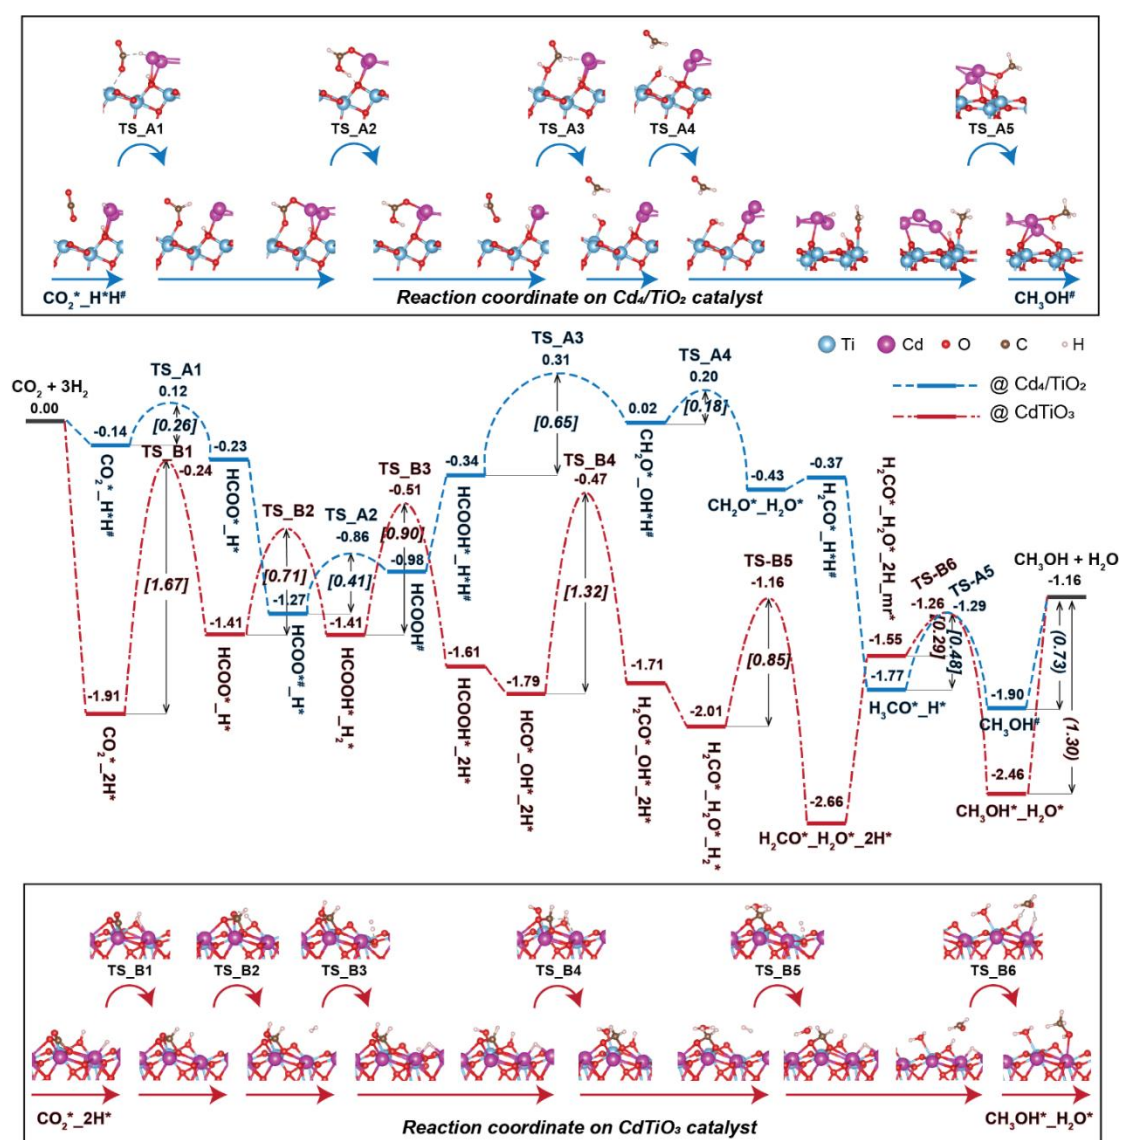 TS_A1
TS_A2
TS_A3
TS_A4
TS_A5
CO₂*_H*H#
Reaction coordinate on Cd₄/TiO₂ catalyst
CH₃OH#
Ti
Cd
O
C
H
@ Cd₄/TiO₂
@ CdTiO₃
CO₂ + 3H₂
0.00
-0.14
CO₂*_H*H#
TS_A1
0.12
[0.26]
-0.23
HCOO*_H*
-1.27
HCOO*#_H*
TS_A2
-0.86
[0.41]
-0.98
HCOOH#
-0.34
HCOOH*_H*H#
TS_A3
0.31
[0.65]
0.02
CH₂O*_OH*H#
TS_A4
0.20
[0.18]
-0.43
CH₂O*_H₂O*
-0.37
H₂CO*_H*H#
-1.77
H₃CO*_H*
TS-A5
-1.29
[0.48]
-1.90
CH₃OH#
(0.73)
CH₃OH + H₂O
-1.16
-1.91
CO₂*_2H*
TS_B1
-0.24
[1.67]
-1.41
HCOO*_H*
TS_B2
[0.71]
-1.41
HCOOH*_H₂*
TS_B3
-0.51
[0.90]
-1.61
HCOOH*_2H*
-1.79
HCO*_OH*_2H*
TS_B4
-0.47
[1.32]
-1.71
H₂CO*_OH*_2H*
-2.01
H₂CO*_H₂O*_H₂*
TS-B5
-1.16
[0.85]
-2.66
H₂CO*_H₂O*_2H*
-1.55
H₂CO*_H₂O*_2H_mr*
TS-B6
-1.26
[0.29]
-2.46
CH₃OH*_H₂O*
(1.30)
TS_B1
TS_B2
TS_B3
TS_B4
TS_B5
TS_B6
CO₂*_2H*
Reaction coordinate on CdTiO₃ catalyst
CH₃OH*_H₂O*